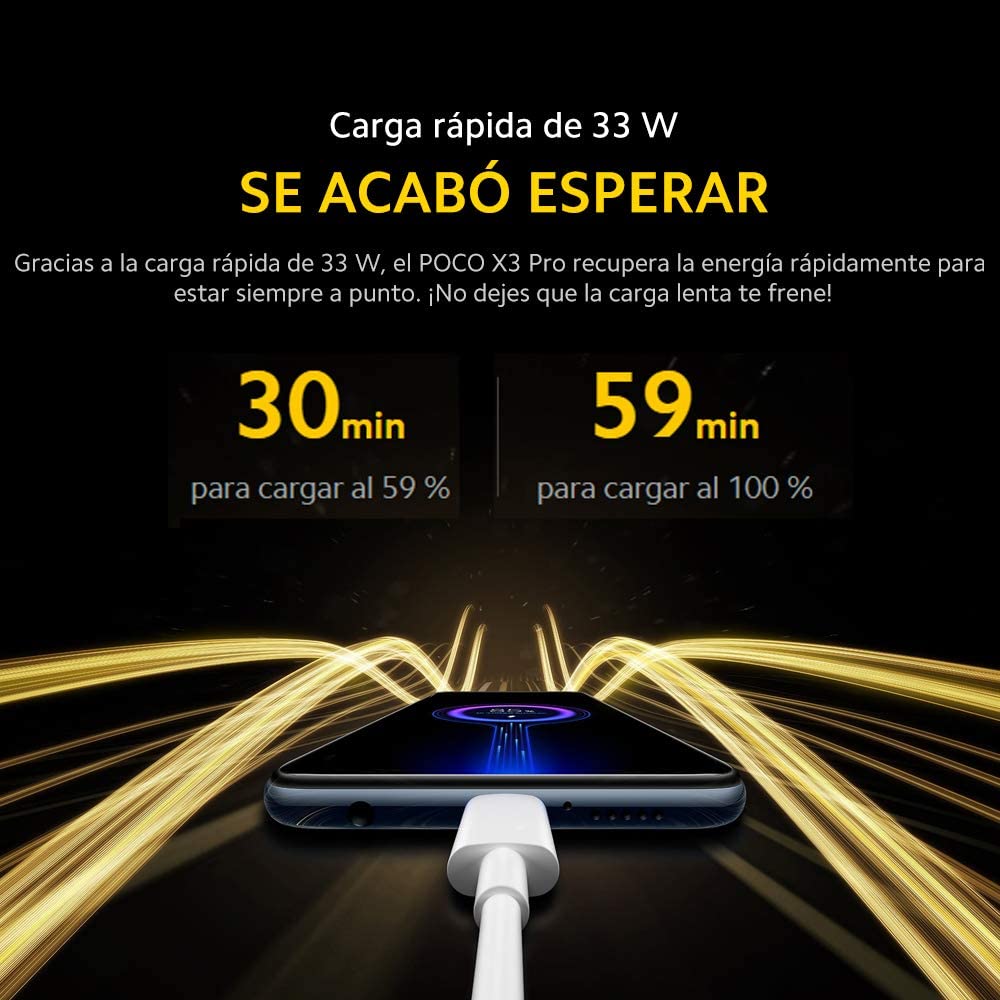 Carga rápida de 33 W
SE ACABÓ ESPERAR
Gracias a la carga rápida de 33 W, el POCO X3 Pro recupera la energía rápidamente para
estar siempre a punto. ¡No dejes que la carga lenta te frene!
30min
59min
para cargar al 59 %
para cargar al 100 %